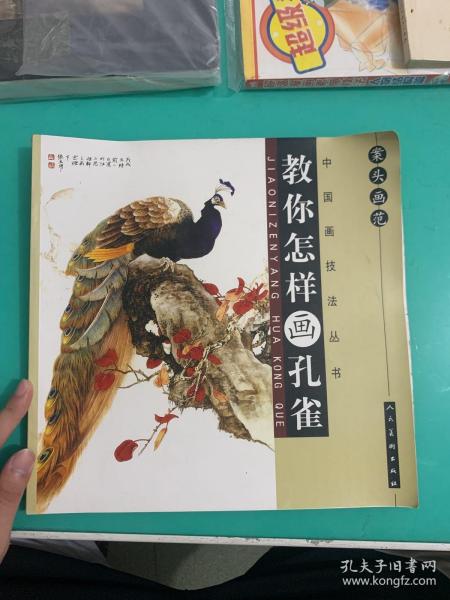 案头画范
中国画技法丛书
教你怎样画孔雀
JIAONIZENYANG HUA KONG QUE
人民美术出版社
孔夫子旧书网
www.kongfz.com